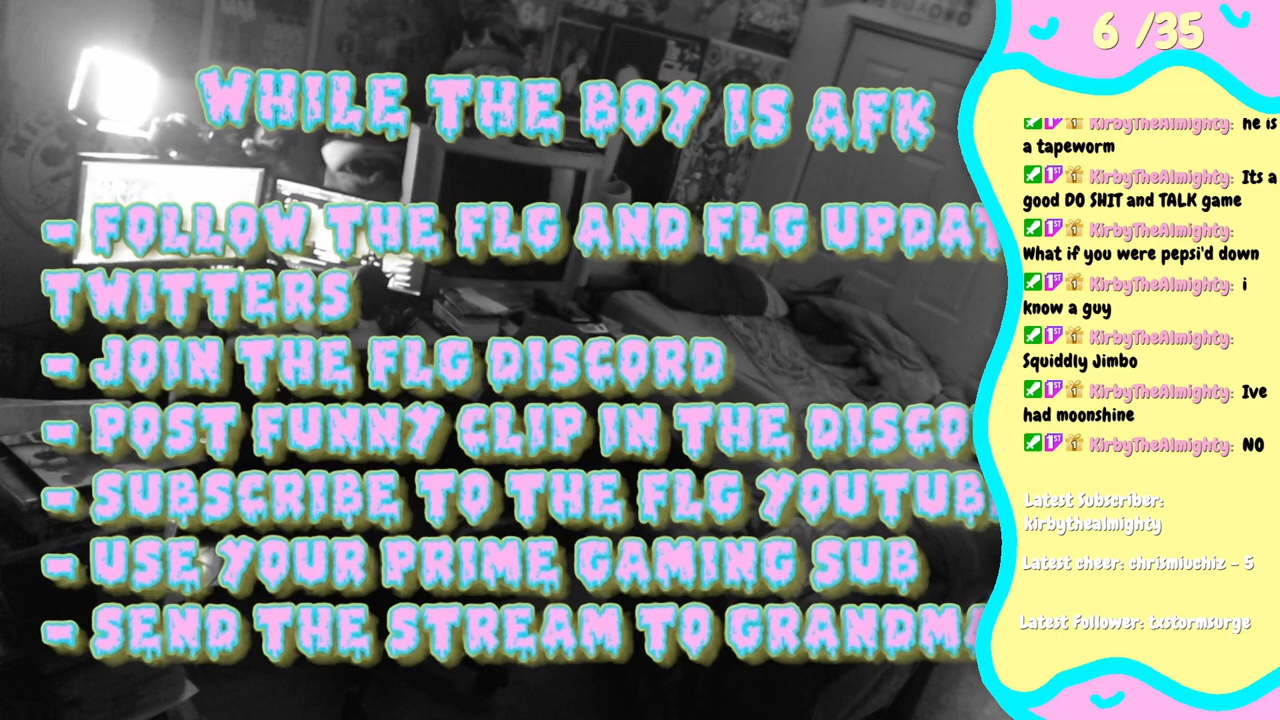 6 /35
WHILE THE BOY IS AFK
- FOLLOW THE FLG AND FLG UPDAT
TWITTERS
- JOIN THE FLG DISCORD
- POST FUNNY CLIP IN THE DISCO
- SUBSCRIBE TO THE FLG YOUTUB
- USE YOUR PRIME GAMING SUB
- SEND THE STREAM TO GRANDMA
KirbyTheAlmighty: he is
a tapeworm
KirbyTheAlmighty: Its a
good DO SHIT and TALK game
KirbyTheAlmighty:
What if you were pepsi'd down
KirbyTheAlmighty: i
know a guy
KirbyTheAlmighty:
Squiddly Jimbo
KirbyTheAlmighty: Ive
had moonshine
KirbyTheAlmighty: NO
Latest Subscriber:
kirbythealmighty
Latest cheer: chrismiuchiz - 5
Latest Follower: txstormsurge